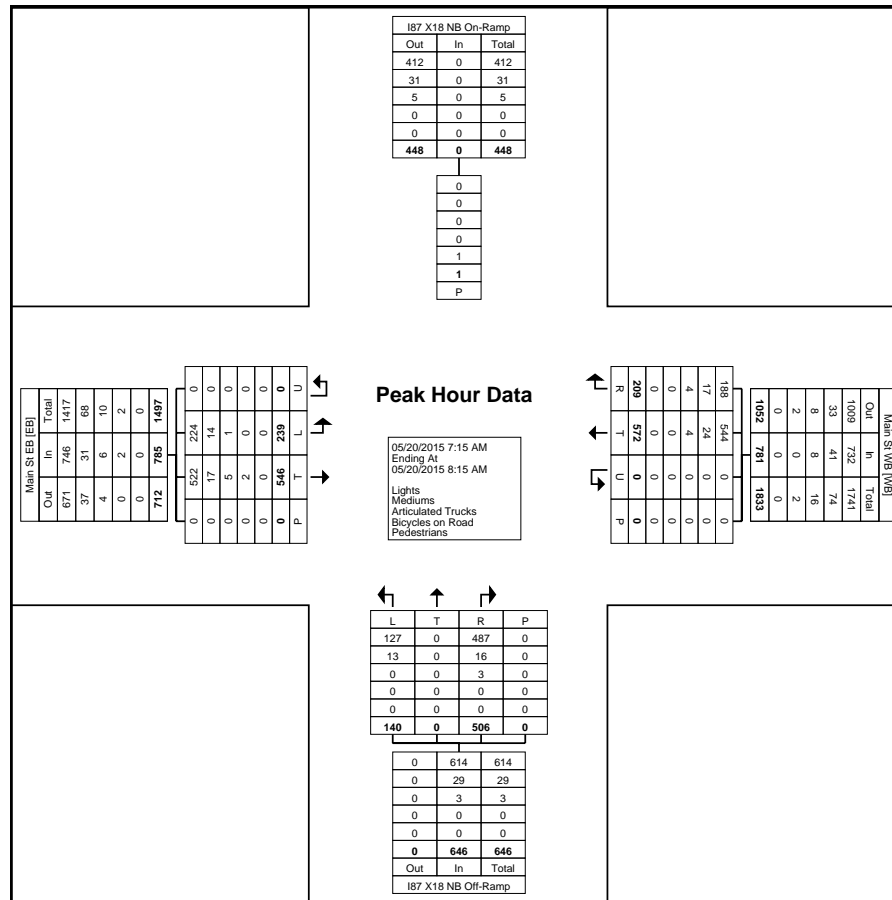 I87 X18 NB On-Ramp
Out In Total
412 0 412
31 0 31
5 0 5
0 0 0
0 0 0
448 0 448
0
0
0
0
1
1
P
Main St EB [EB]
Total In Out
1417 746 671
68 31 37
10 6 4
2 2 0
0 0 0
1497 785 712
0 224 522 0
0 14 17 0
0 1 5 0
0 0 2 0
0 0 0 0
0 239 546 0
U L T P
Peak Hour Data
05/20/2015 7:15 AM
Ending At
05/20/2015 8:15 AM
Lights
Mediums
Articulated Trucks
Bicycles on Road
Pedestrians
R T U P
209 572 0 0
0 0 0 0
0 0 0 0
4 4 0 0
17 24 0 0
188 544 0 0
Main St WB [WB]
Out In Total
1009 732 1741
33 41 74
8 8 16
2 0 2
0 0 0
1052 781 1833
L T R P
127 0 487 0
13 0 16 0
0 0 3 0
0 0 0 0
0 0 0 0
140 0 506 0
0 614 614
0 29 29
0 3 3
0 0 0
0 0 0
0 646 646
Out In Total
I87 X18 NB Off-Ramp